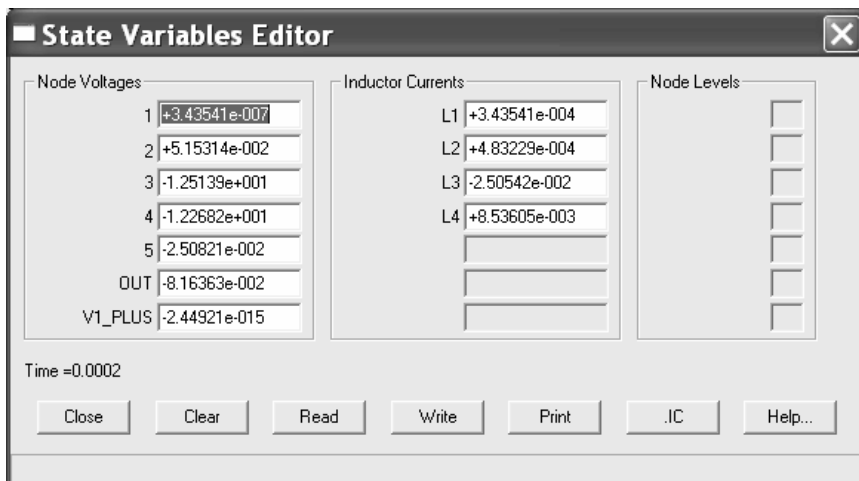 State Variables Editor
Node Voltages Inductor Currents Node Levels
1 +3.43541e-007 L1 +3.43541e-004
2 +5.15314e-002 L2 +4.83229e-004
3 -1.25139e+001 L3 -2.50542e-002
4 -1.22682e+001 L4 +8.53605e-003
5 -2.50821e-002
OUT -8.16363e-002
V1_PLUS -2.44921e-015
Time =0.0002
Close Clear Read Write Print .IC Help...